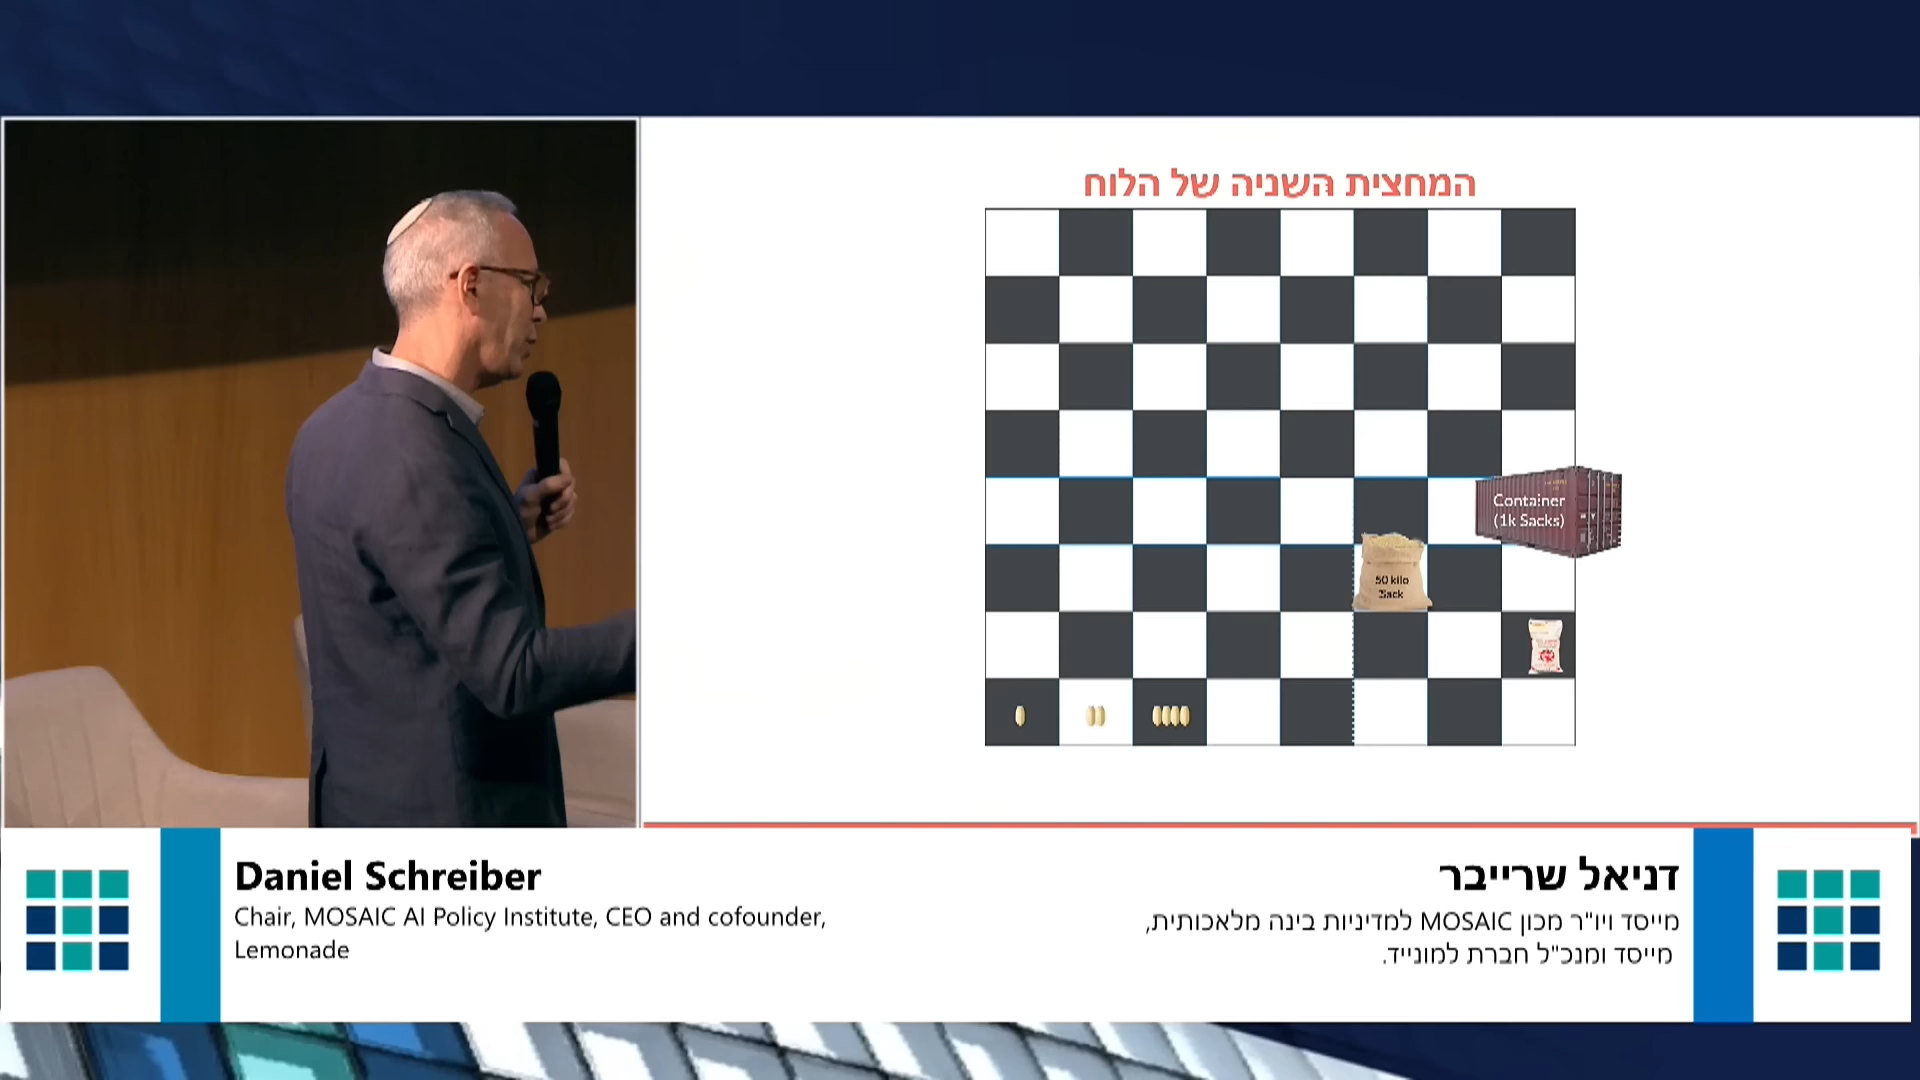 המחצית השניה של הלוח
Container
(1k Sacks)
50 kilo
Sack
Daniel Schreiber
Chair, MOSAIC AI Policy Institute, CEO and cofounder,
Lemonade
דניאל שרייבר
מייסד ויו"ר מכון MOSAIC למדיניות בינה מלאכותית,
מייסד ומנכ"ל חברת למונייד.